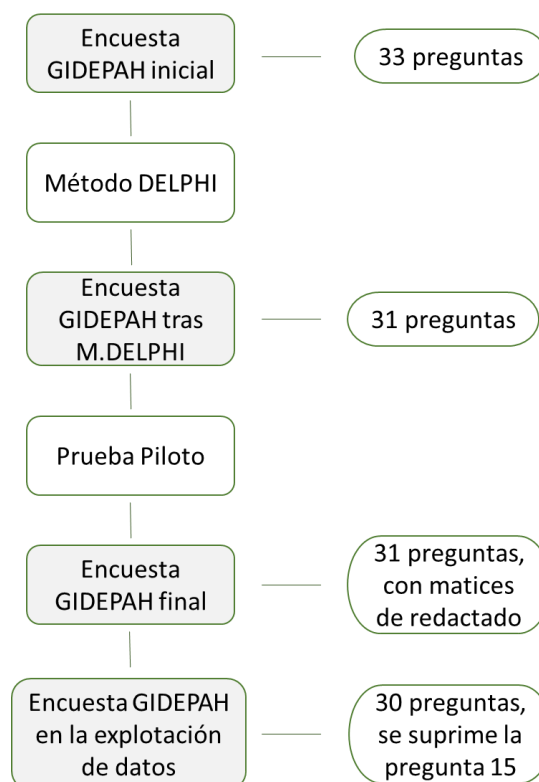 Encuesta
GIDEPAH inicial
33 preguntas
Método DELPHI
Encuesta
GIDEPAH tras
M.DELPHI
31 preguntas
Prueba Piloto
Encuesta
GIDEPAH final
31 preguntas,
con matices
de redactado
Encuesta GIDEPAH
en la explotación
de datos
30 preguntas,
se suprime la
pregunta 15